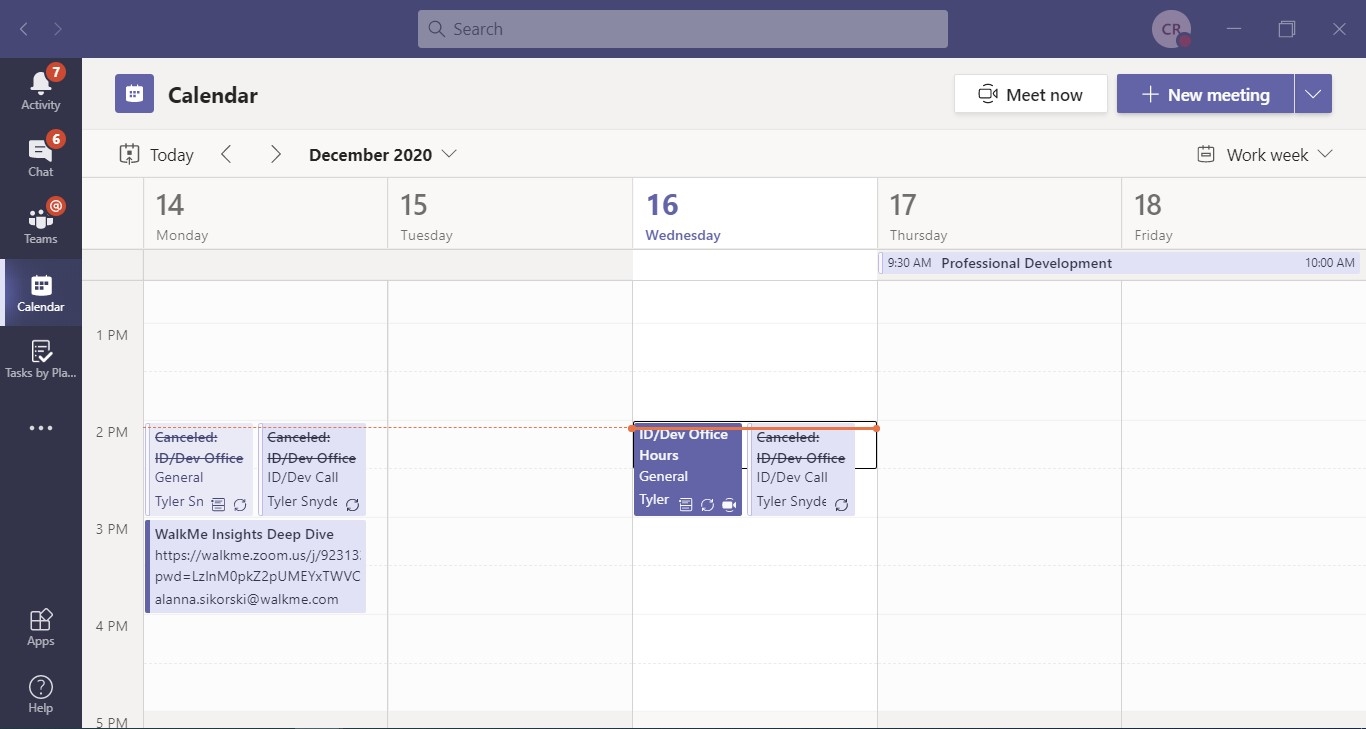 Search
CR
7
Activity
6
Chat
@
Teams
Calendar
Tasks by Pla...
Apps
Help
Calendar
Meet now
New meeting
Today
December 2020
Work week
14
Monday
15
Tuesday
16
Wednesday
17
Thursday
18
Friday
9:30 AM Professional Development 10:00 AM
1 PM
2 PM
3 PM
4 PM
5 PM
Canceled:
ID/Dev Office
General
Tyler Sn
Canceled:
ID/Dev Office
ID/Dev Call
Tyler Snyde
WalkMe Insights Deep Dive
https://walkme.zoom.us/j/92313
pwd=LzlnM0pkZ2pUMEYxTWVC
alanna.sikorski@walkme.com
ID/Dev Office
Hours
General
Tyler
Canceled:
ID/Dev Office
ID/Dev Call
Tyler Snyde